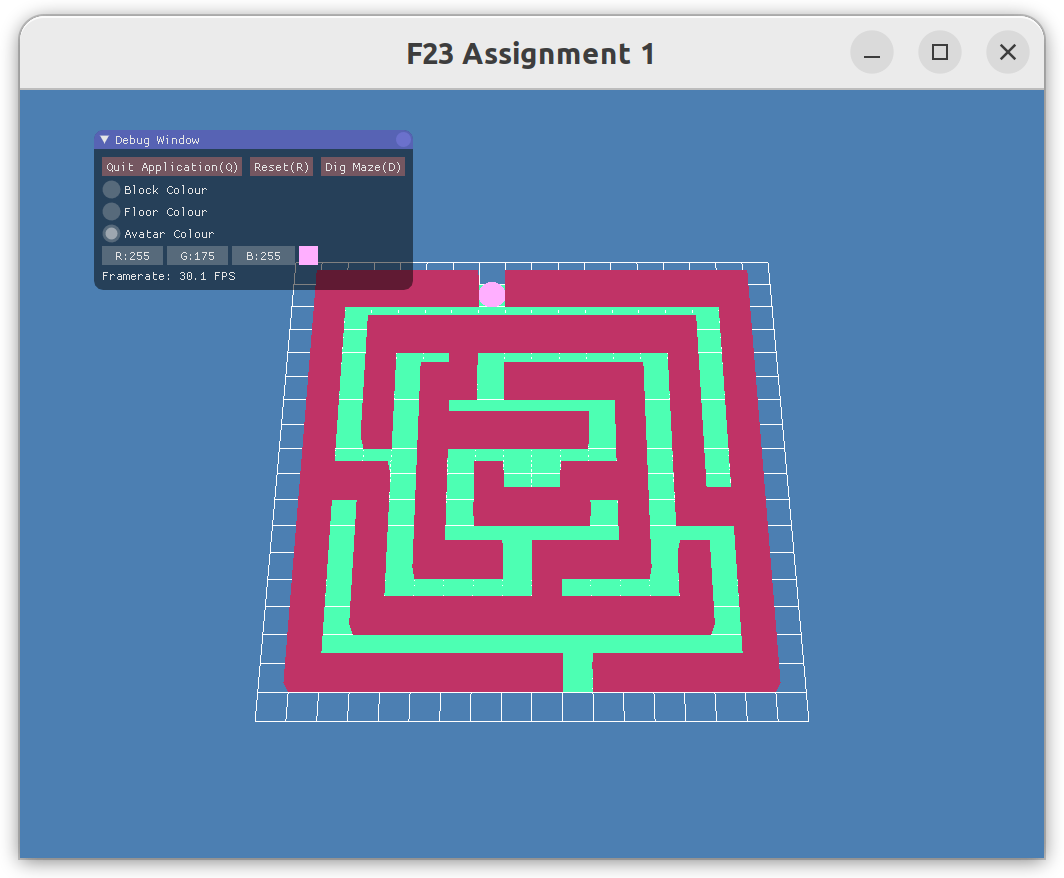 F23 Assignment 1
Debug Window
Quit Application(Q) Reset(R) Dig Maze(D)
Block Colour
Floor Colour
Avatar Colour
R:255 G:175 B:255
Framerate: 30.1 FPS